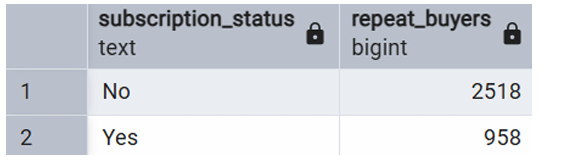 subscription_status repeat_buyers
text bigint
1 No 2518
2 Yes 958